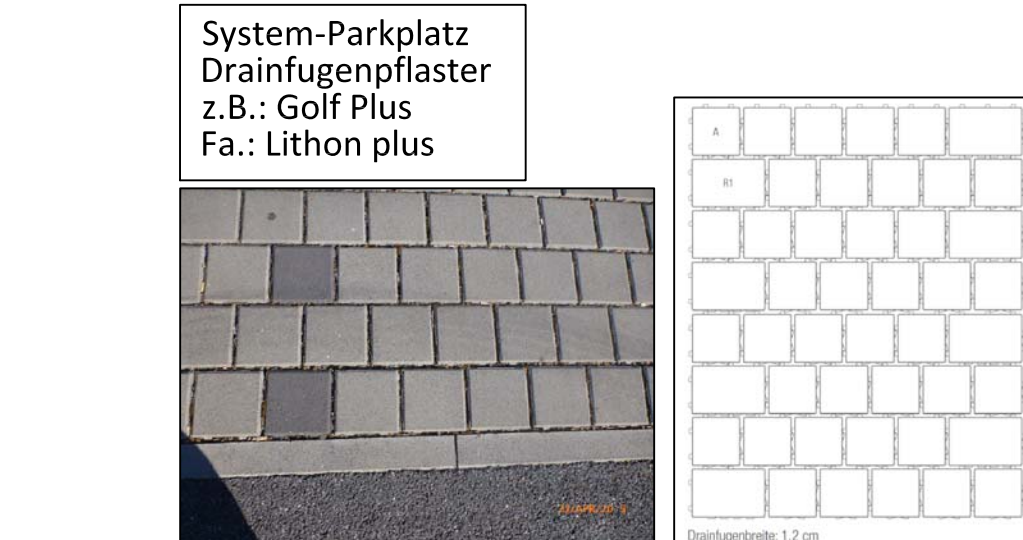 System-Parkplatz
Drainfugenpflaster
z.B.: Golf Plus
Fa.: Lithon plus
A
R1
Drainfugenbreite: 1,2 cm